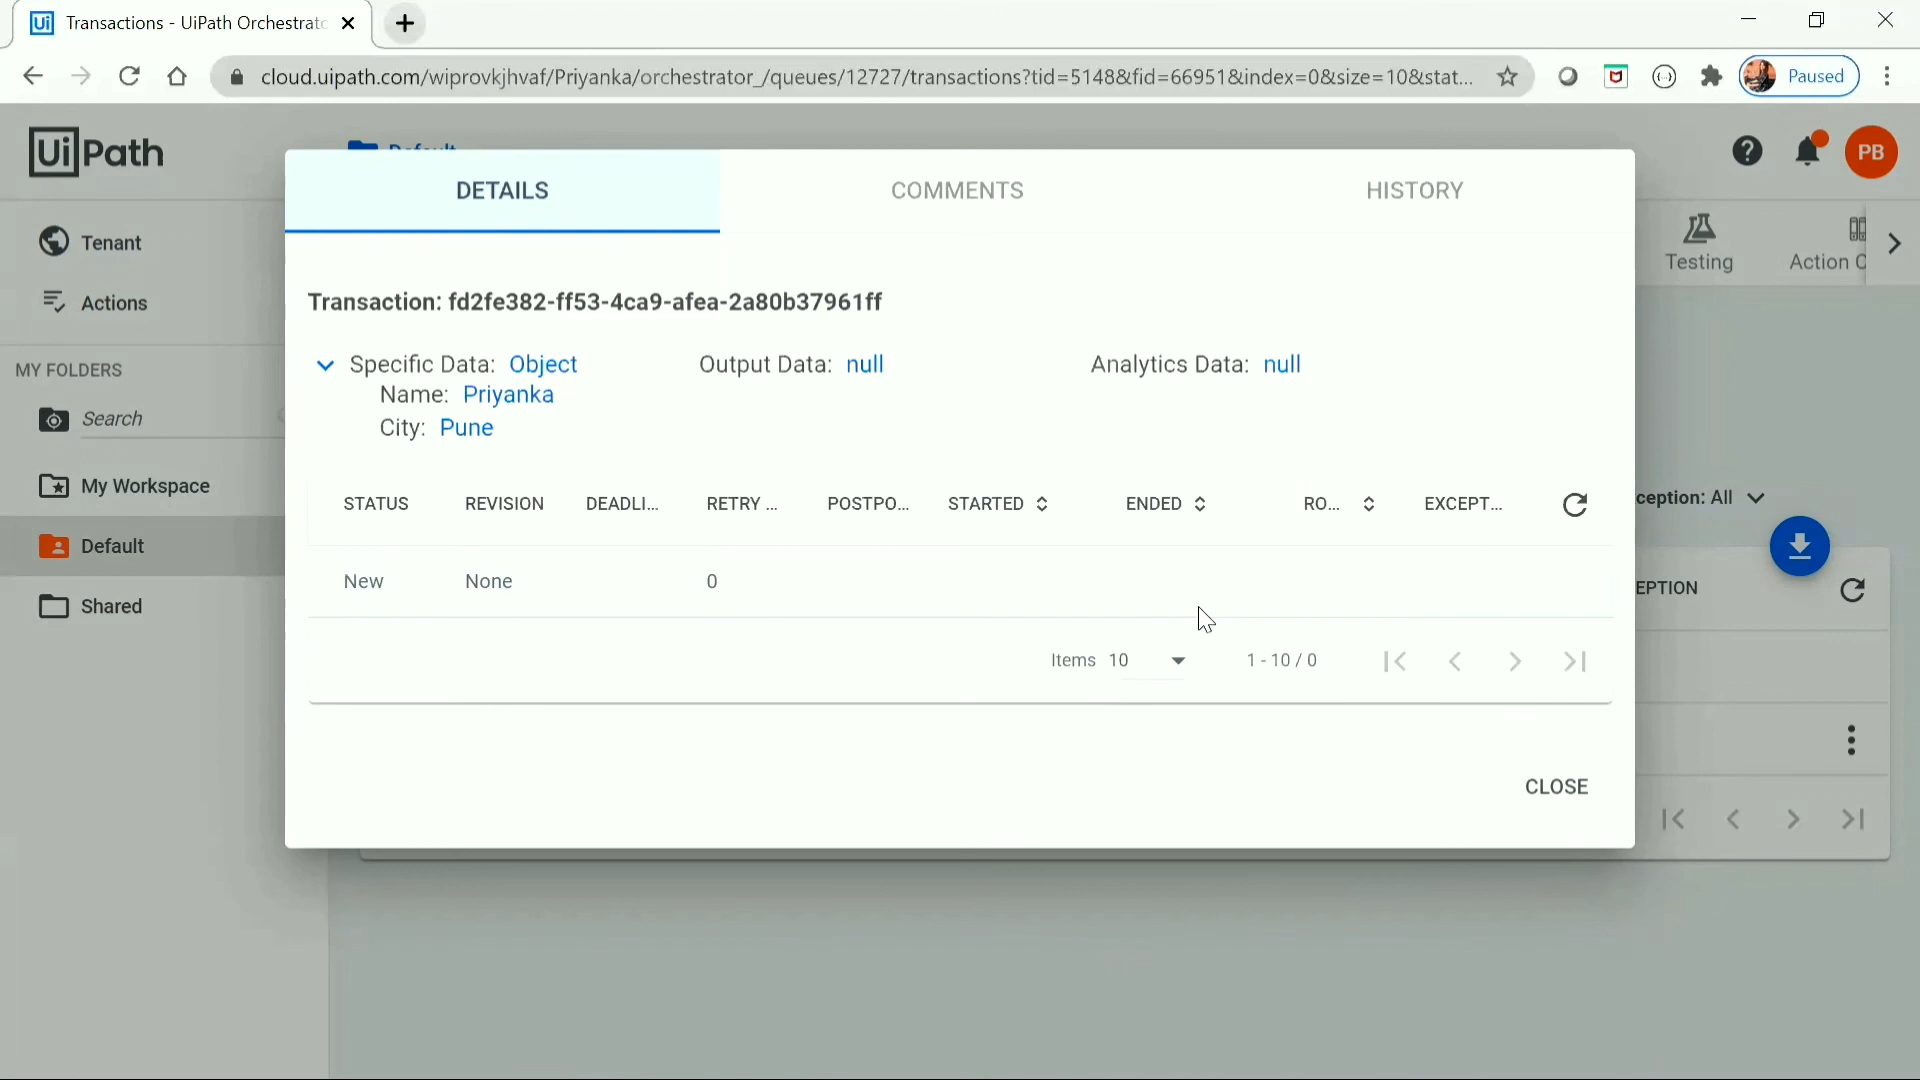 Transactions - UiPath Orchestrato
cloud.uipath.com/wiprovkjhvaf/Priyanka/orchestrator_/queues/12727/transactions?tid=5148&fid=66951&index=0&size=10&stat...
Paused
UiPath
Default
PB
DETAILS
COMMENTS
HISTORY
Tenant
Testing
Action C
Actions
Transaction: fd2fe382-ff53-4ca9-afea-2a80b37961ff
MY FOLDERS
Specific Data: Object
Output Data: null
Analytics Data: null
Name: Priyanka
Search
City: Pune
My Workspace
STATUS REVISION DEADLI... RETRY ... POSTPO... STARTED ENDED RO... EXCEPT...
ception: All
Default
New None 0
EPTION
Shared
Items 10 1 - 10 / 0
CLOSE